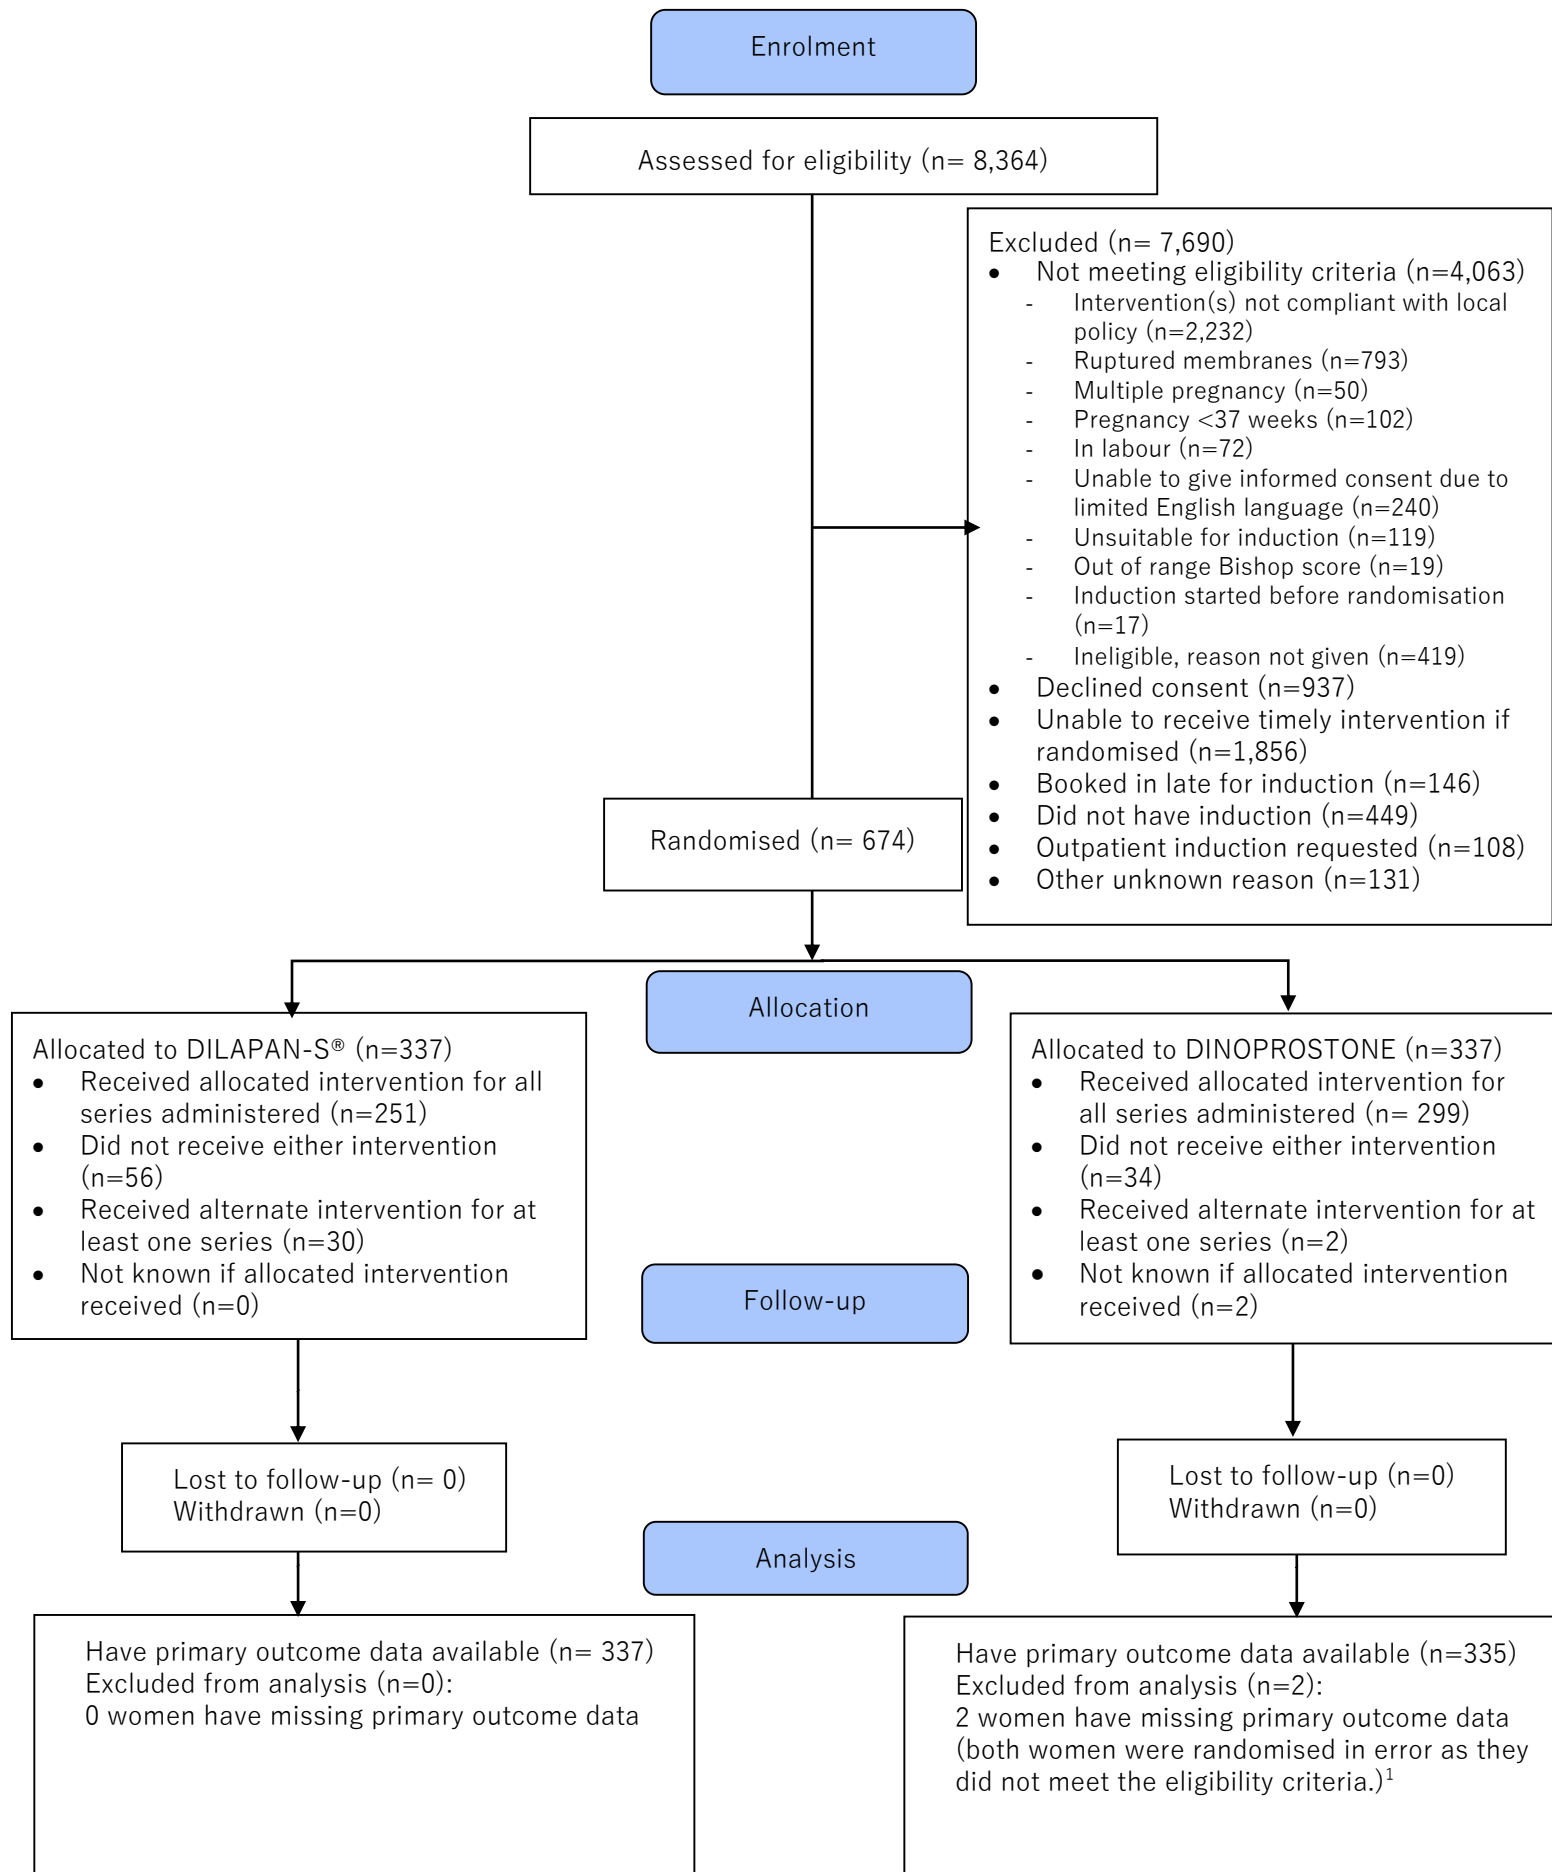 Enrolment
Assessed for eligibility (n= 8,364)
Excluded (n= 7,690)
• Not meeting eligibility criteria (n=4,063)
- Intervention(s) not compliant with local
policy (n=2,232)
- Ruptured membranes (n=793)
- Multiple pregnancy (n=50)
- Pregnancy <37 weeks (n=102)
- In labour (n=72)
- Unable to give informed consent due to
limited English language (n=240)
- Unsuitable for induction (n=119)
- Out of range Bishop score (n=19)
- Induction started before randomisation
(n=17)
- Ineligible, reason not given (n=419)
• Declined consent (n=937)
• Unable to receive timely intervention if
randomised (n=1,856)
• Booked in late for induction (n=146)
• Did not have induction (n=449)
• Outpatient induction requested (n=108)
• Other unknown reason (n=131)
Randomised (n= 674)
Allocation
Allocated to DILAPAN-S® (n=337)
• Received allocated intervention for all
series administered (n=251)
• Did not receive either intervention
(n=56)
• Received alternate intervention for at
least one series (n=30)
• Not known if allocated intervention
received (n=0)
Allocated to DINOPROSTONE (n=337)
• Received allocated intervention for
all series administered (n= 299)
• Did not receive either intervention
(n=34)
• Received alternate intervention for at
least one series (n=2)
• Not known if allocated intervention
received (n=2)
Follow-up
Lost to follow-up (n= 0)
Withdrawn (n=0)
Lost to follow-up (n=0)
Withdrawn (n=0)
Analysis
Have primary outcome data available (n= 337)
Excluded from analysis (n=0):
0 women have missing primary outcome data
Have primary outcome data available (n=335)
Excluded from analysis (n=2):
2 women have missing primary outcome data
(both women were randomised in error as they
did not meet the eligibility criteria.)¹